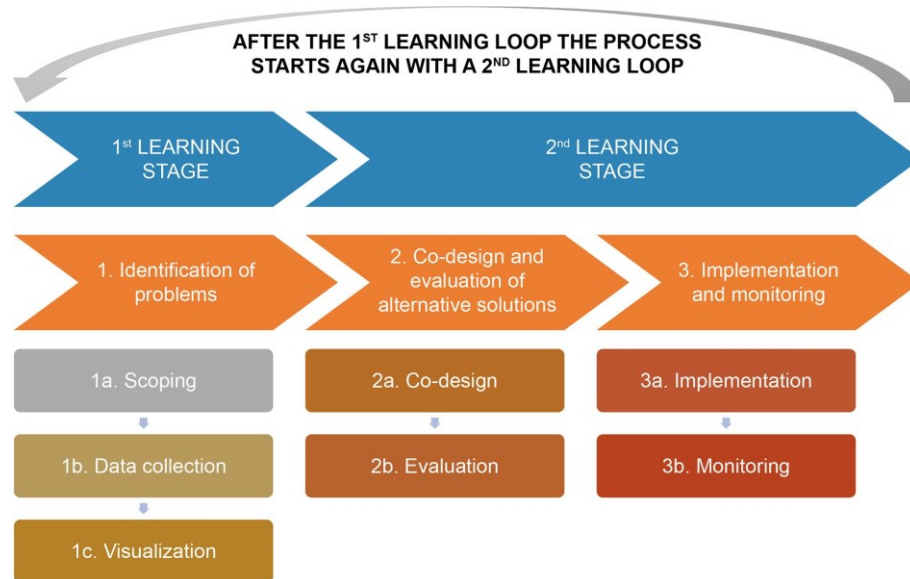 AFTER THE 1ST LEARNING LOOP THE PROCESS
STARTS AGAIN WITH A 2ND LEARNING LOOP
1st LEARNING
STAGE
2nd LEARNING
STAGE
1. Identification of
problems
2. Co-design and
evaluation of
alternative solutions
3. Implementation
and monitoring
1a. Scoping
2a. Co-design
3a. Implementation
1b. Data collection
2b. Evaluation
3b. Monitoring
1c. Visualization